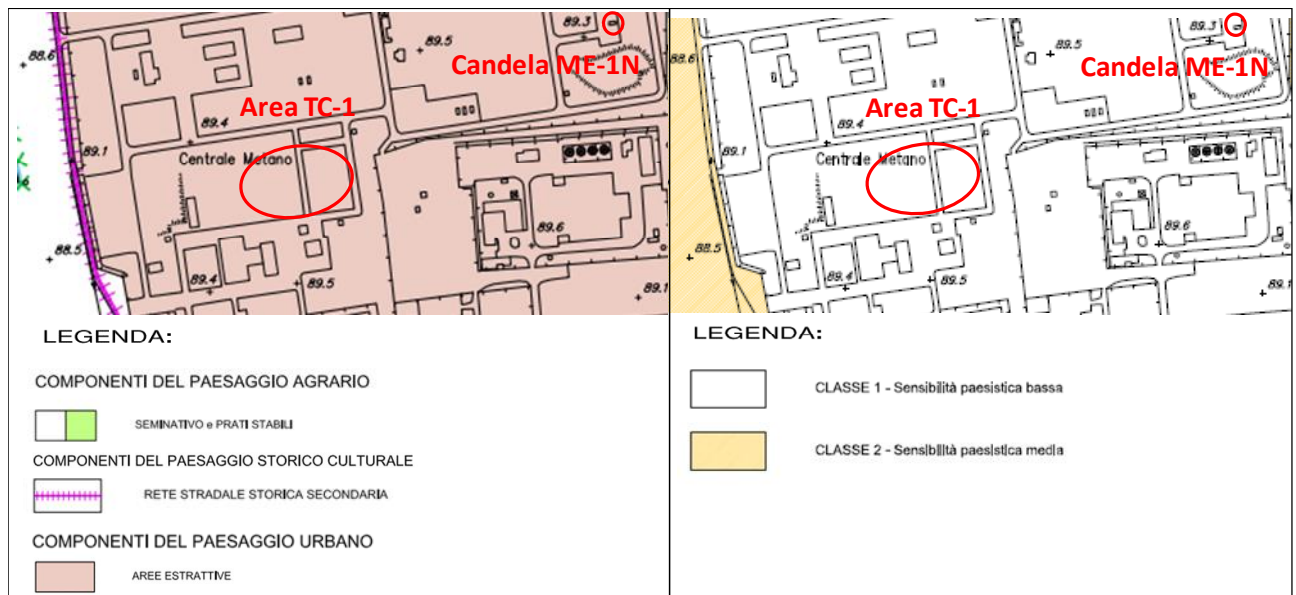 88.6
89.5
89.3
Candela ME-1N
Area TC-1
89.4
89.1
Centrale Metano
89.6
88.5
89.4
89.5
89.1
LEGENDA:
COMPONENTI DEL PAESAGGIO AGRARIO
SEMINATIVO e PRATI STABILI
COMPONENTI DEL PAESAGGIO STORICO CULTURALE
RETE STRADALE STORICA SECONDARIA
COMPONENTI DEL PAESAGGIO URBANO
AREE ESTRATTIVE
88.6
89.5
89.3
Candela ME-1N
Area TC-1
89.4
89.1
Centrale Metano
89.6
88.5
89.4
89.5
89.1
LEGENDA:
CLASSE 1 - Sensibilità paesistica bassa
CLASSE 2 - Sensibilità paesistica media